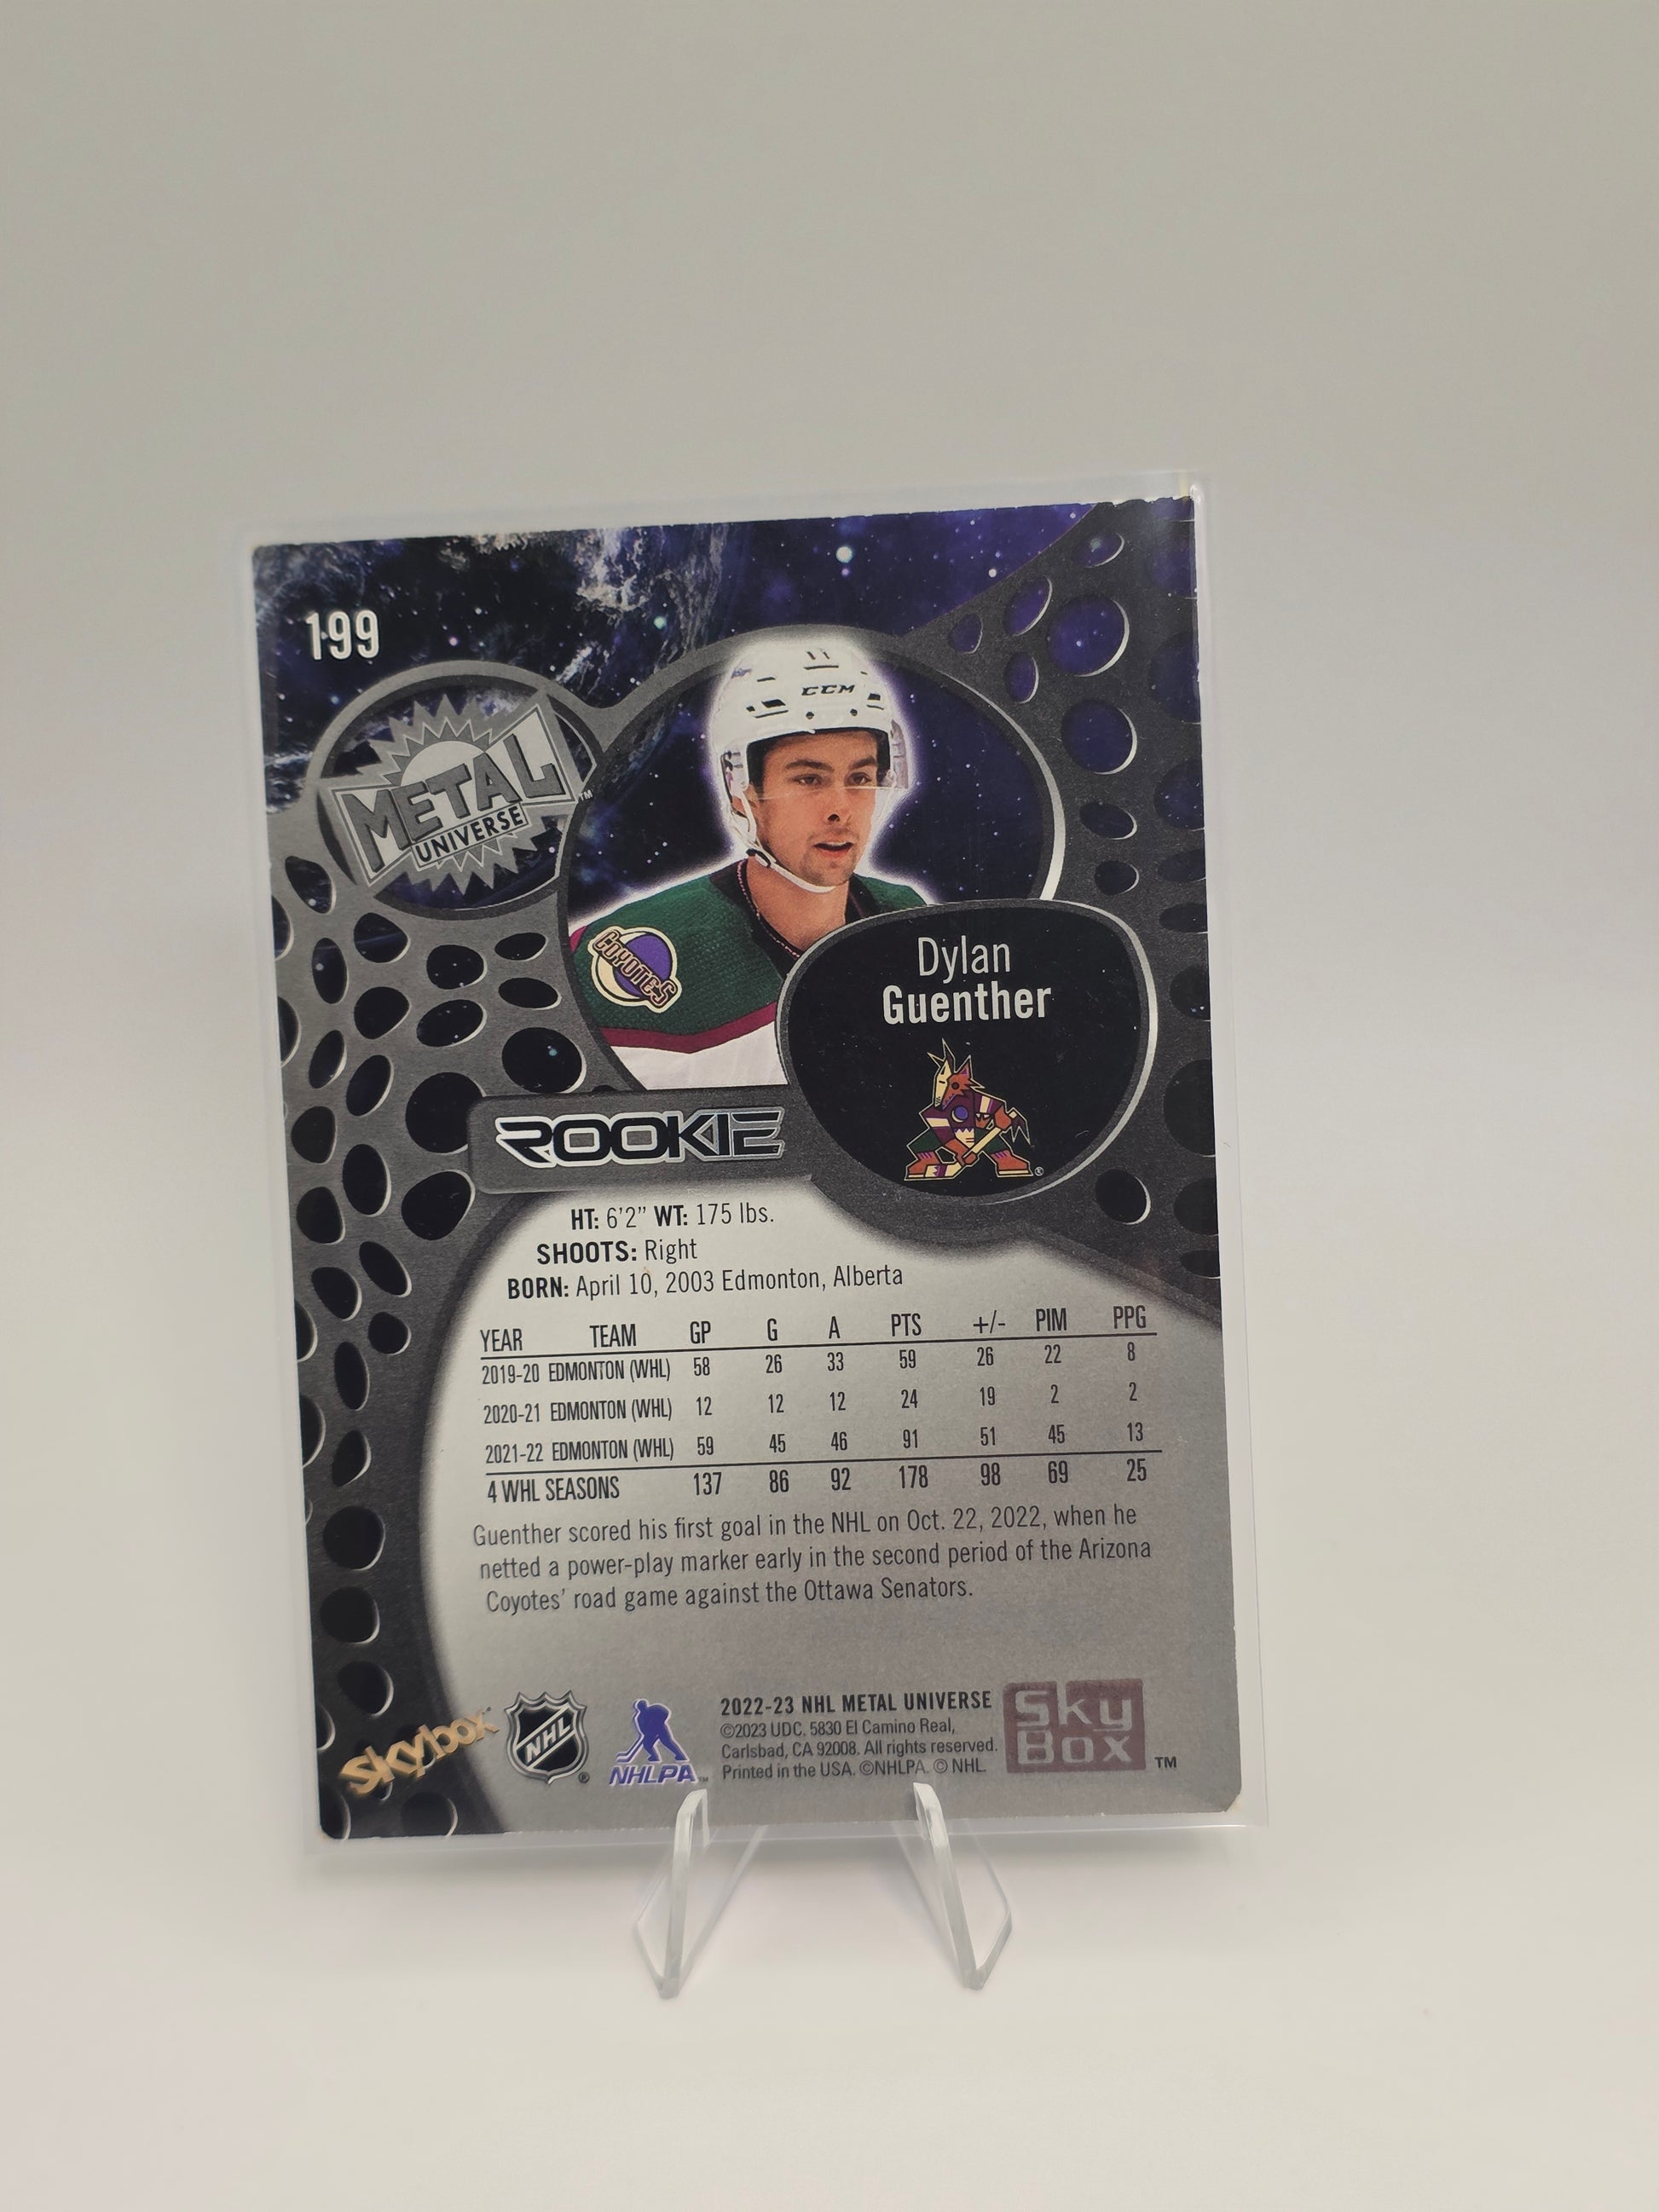 199
METAL
UNIVERSE
TM
CCM
COYOTES
Dylan
Guenther
®
ROOKIE
HT: 6'2" WT: 175 lbs.
SHOOTS: Right
BORN: April 10, 2003 Edmonton, Alberta
YEAR TEAM GP G A PTS +/- PIM PPG
2019-20 EDMONTON (WHL) 58 26 33 59 26 22 8
2020-21 EDMONTON (WHL) 12 12 12 24 19 2 2
2021-22 EDMONTON (WHL) 59 45 46 91 51 45 13
4 WHL SEASONS 137 86 92 178 98 69 25
Guenther scored his first goal in the NHL on Oct. 22, 2022, when he
netted a power-play marker early in the second period of the Arizona
Coyotes' road game against the Ottawa Senators.
skybox
NHL
®
NHLPA
TM
2022-23 NHL METAL UNIVERSE
©2023 UDC. 5830 El Camino Real,
Carlsbad, CA 92008. All rights reserved.
Printed in the USA. ©NHLPA. © NHL.
Sky
Box
TM